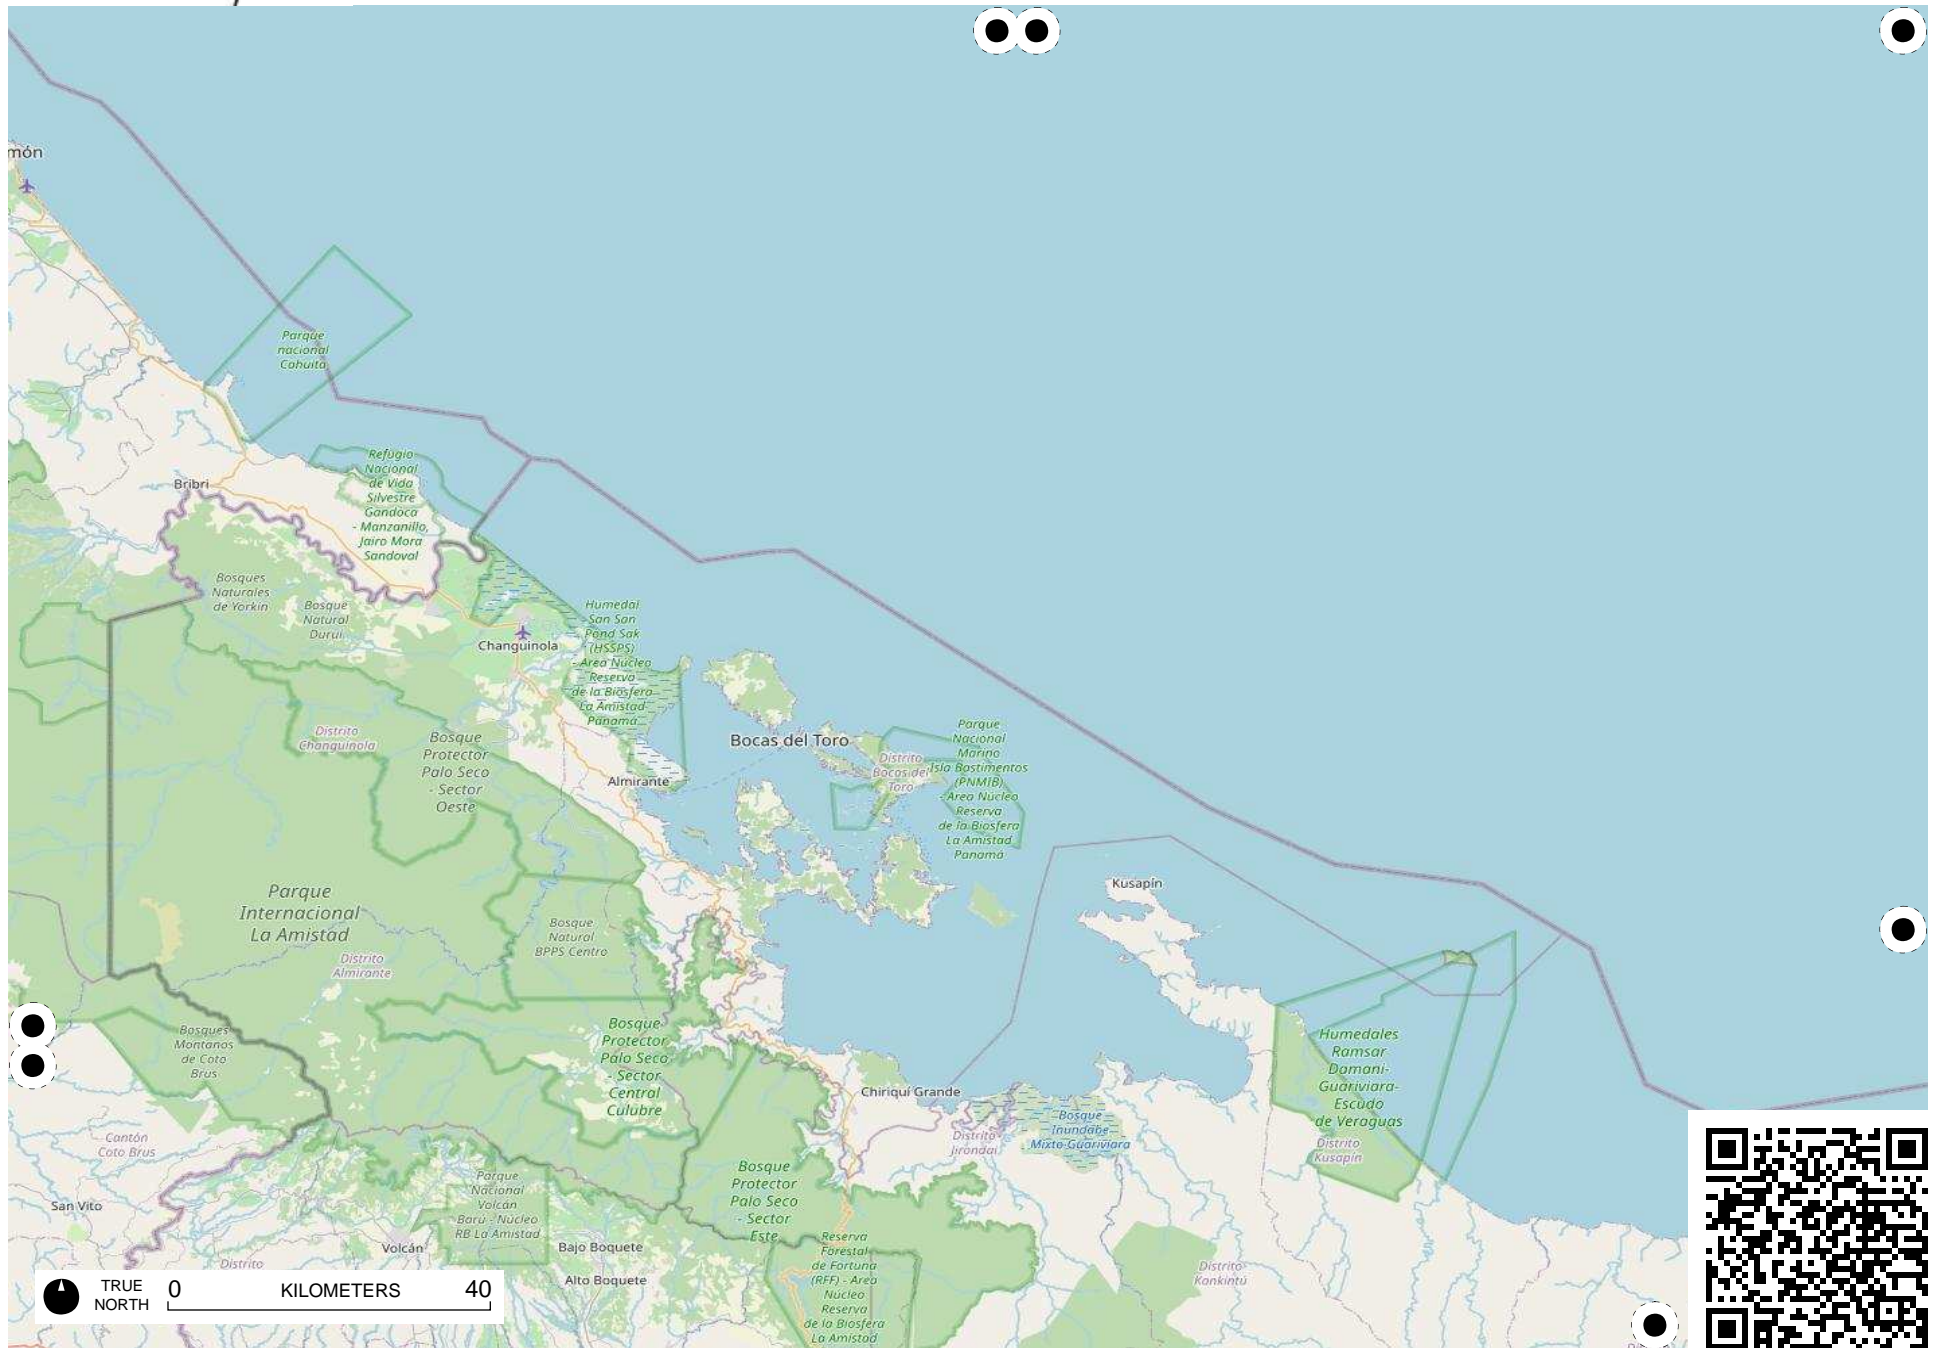 món
Parque
nacional
Cahuita
Refugio
Nacional
de Vida
Silvestre
Gandoca
- Manzanillo,
Jairo Mora
Sandoval
Bribri
Bosques
Naturales
de Yorkin
Bosque
Natural
Durui
Humedal
San San
Pond Sak
(HSSPS)
- Área Núcleo
Reserva
de la Biosfera
La Amistad
Panamá
Changuinola
Distrito
Changuinola
Bosque
Protector
Palo Seco
- Sector
Oeste
Bocas del Toro
Distrito
Bocas del
Toro
Parque
Nacional
Marino
Isla Bastimentos
(PNMIB)
- Área Núcleo
Reserva
de la Biosfera
La Amistad
Panamá
Almirante
Kusapín
Parque
Internacional
La Amistad
Bosque
Natural
BPPS Centro
Distrito
Almirante
Bosques
Montanos
de Coto
Brus
Bosque
Protector
Palo Seco
- Sector
Central
Culubre
Humedales
Ramsar
Damani-
Guariviara-
Escudo
de Veraguas
Chiriquí Grande
Bosque
Inundable
Mixto Guariviara
Distrito
Jirondai
Distrito
Kusapín
Cantón
Coto Brus
San Vito
Parque
Nacional
Volcán
Barú - Núcleo
RB La Amistad
Bosque
Protector
Palo Seco
- Sector
Este
Volcán
Bajo Boquete
Alto Boquete
Distrito
Reserva
Forestal
de Fortuna
(RFF) - Área
Núcleo
Reserva
de la Biosfera
La Amistad
Distrito
Kankintú
TRUE
NORTH
0 KILOMETERS 40